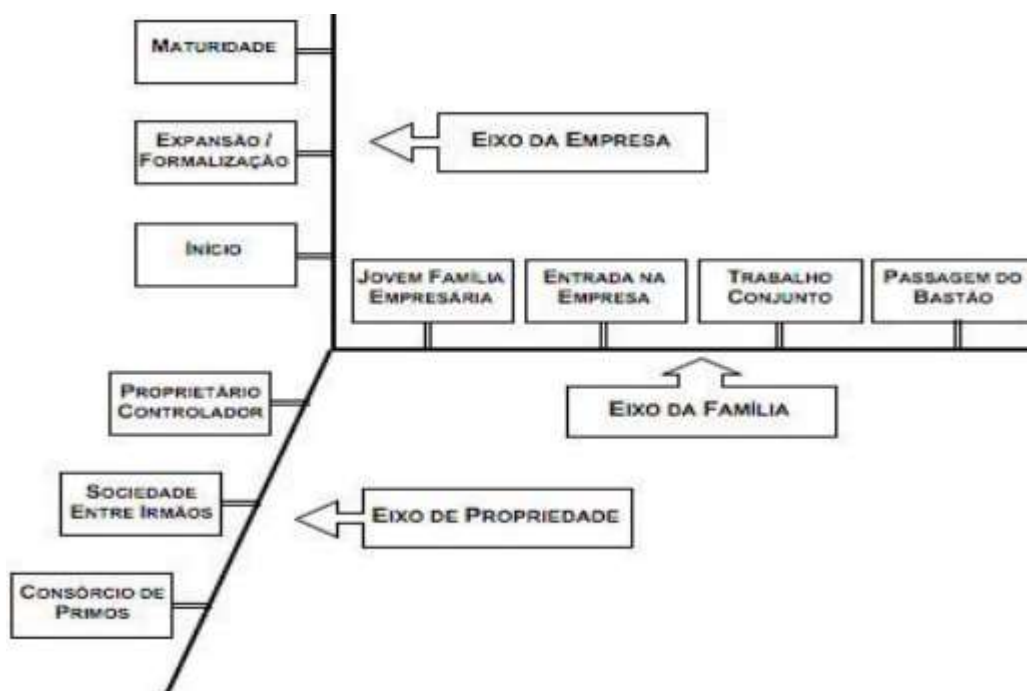 MATURIDADE
EXPANSÃO /
FORMALIZAÇÃO
EIXO DA EMPRESA
INÍCIO
JOVEM FAMÍLIA
EMPRESÁRIA
ENTRADA NA
EMPRESA
TRABALHO
CONJUNTO
PASSAGEM DO
BASTÃO
PROPRIETÁRIO
CONTROLADOR
EIXO DA FAMÍLIA
SOCIEDADE
ENTRE IRMÃOS
EIXO DE PROPRIEDADE
CONSÓRCIO DE
PRIMOS